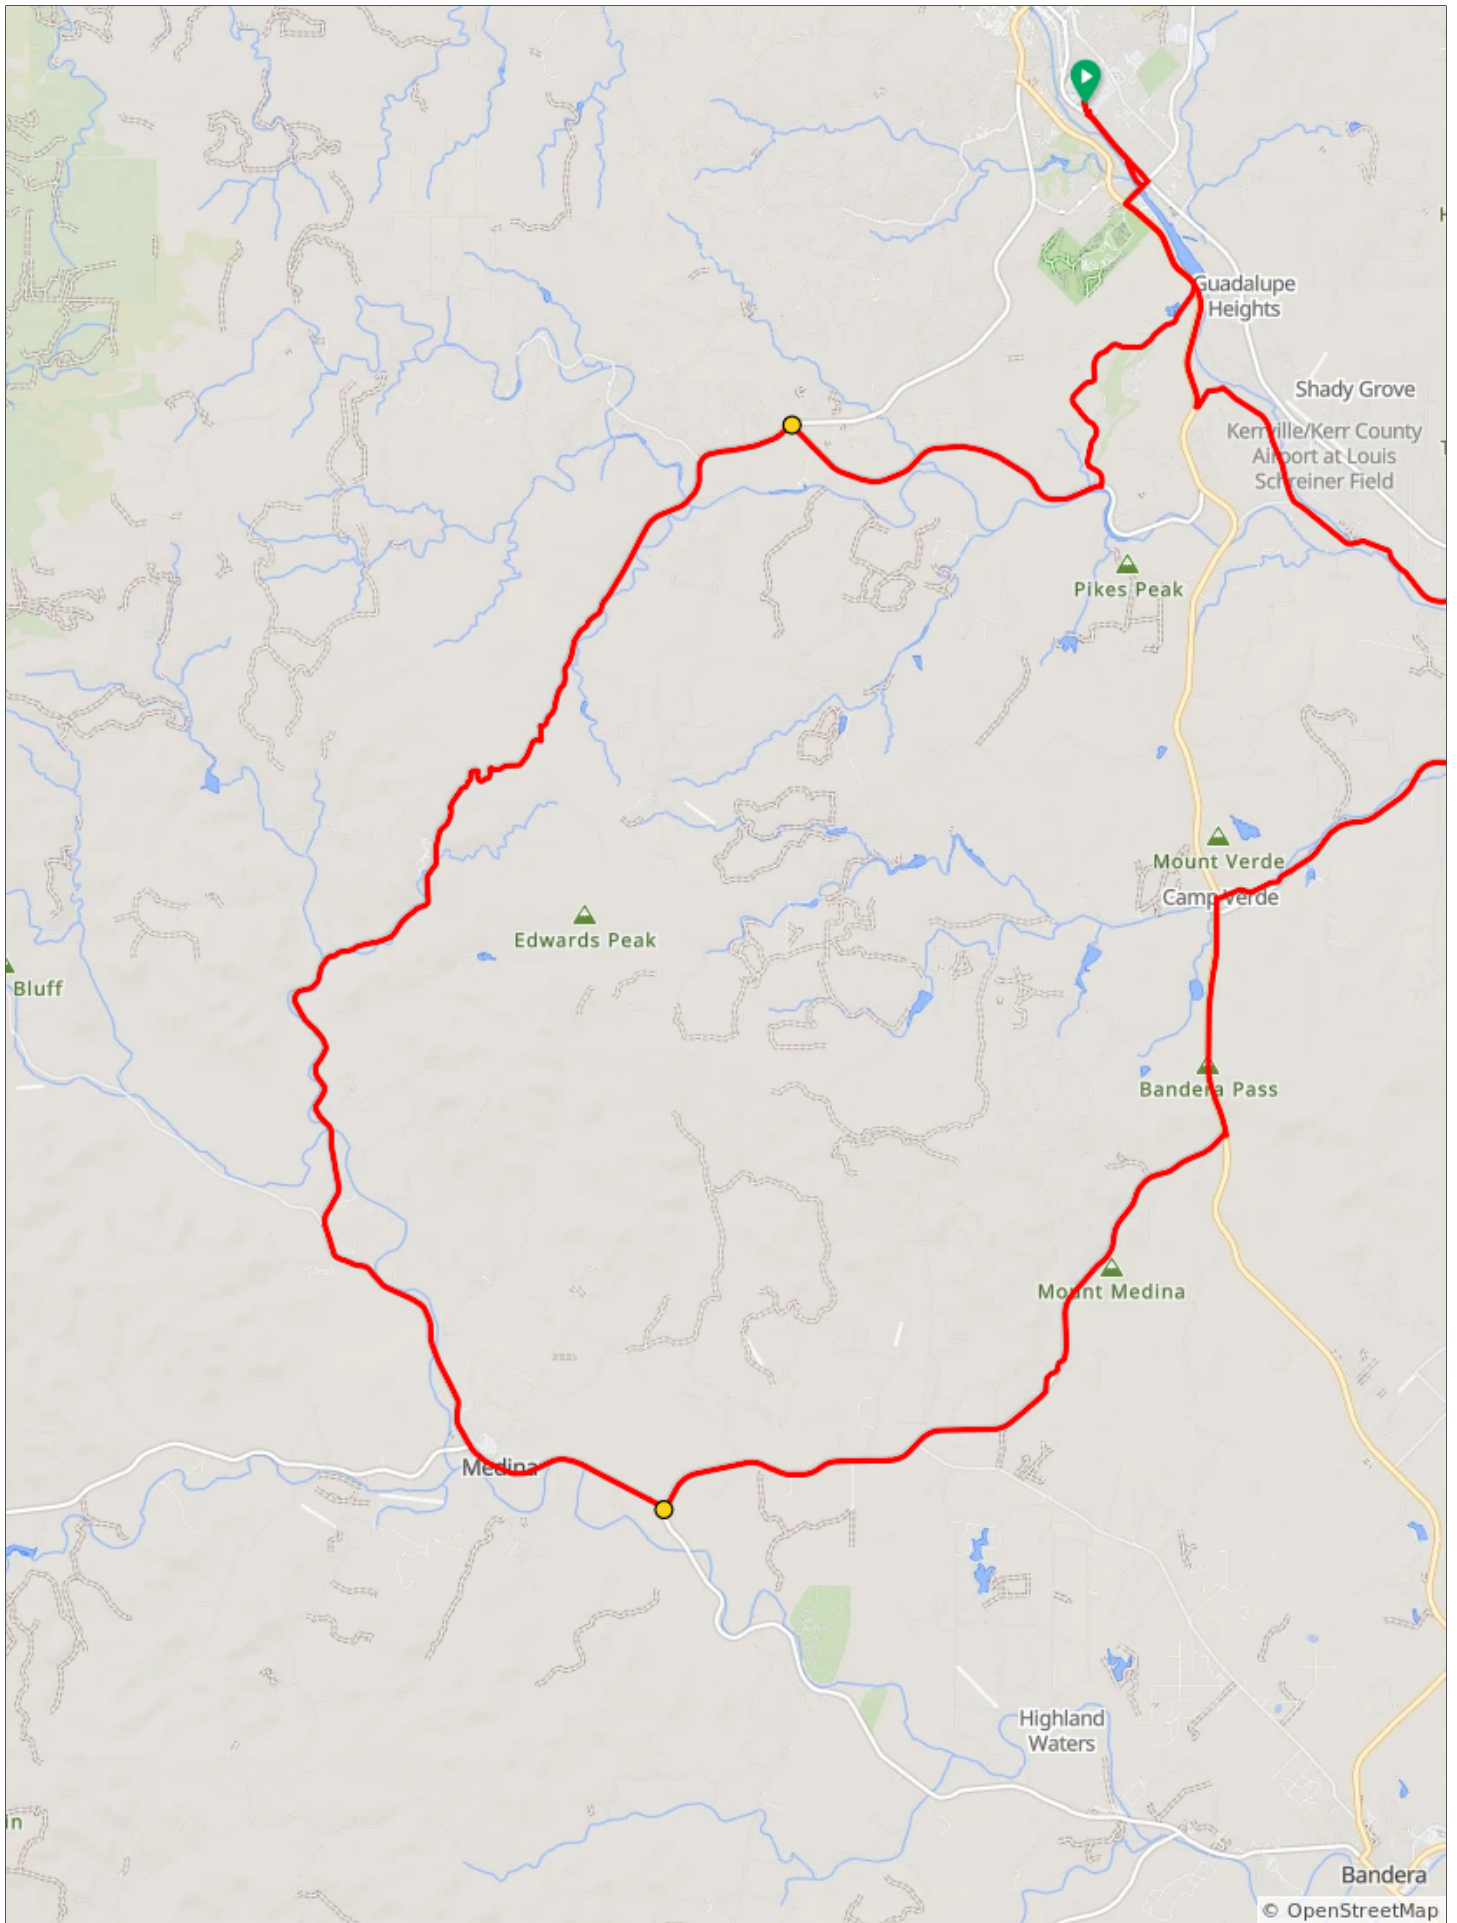 Guadalupe
Heights
Shady Grove
Kerrville/Kerr County
Airport at Louis
Schreiner Field
Pikes Peak
Mount Verde
Camp Verde
Edwards Peak
Bluff
Bandera Pass
Mount Medina
Medina
Highland
Waters
in
Bandera
© OpenStreetMap